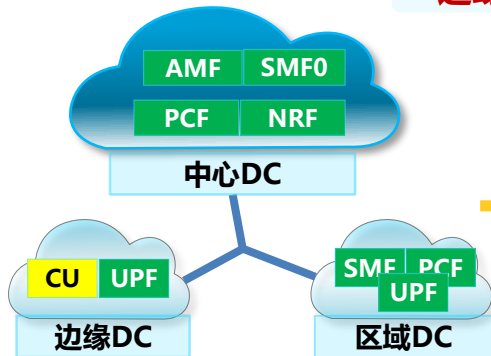 AMF SMF0
PCF NRF
中心DC
CU UPF
边缘DC
SMF PCF
UPF
区域DC